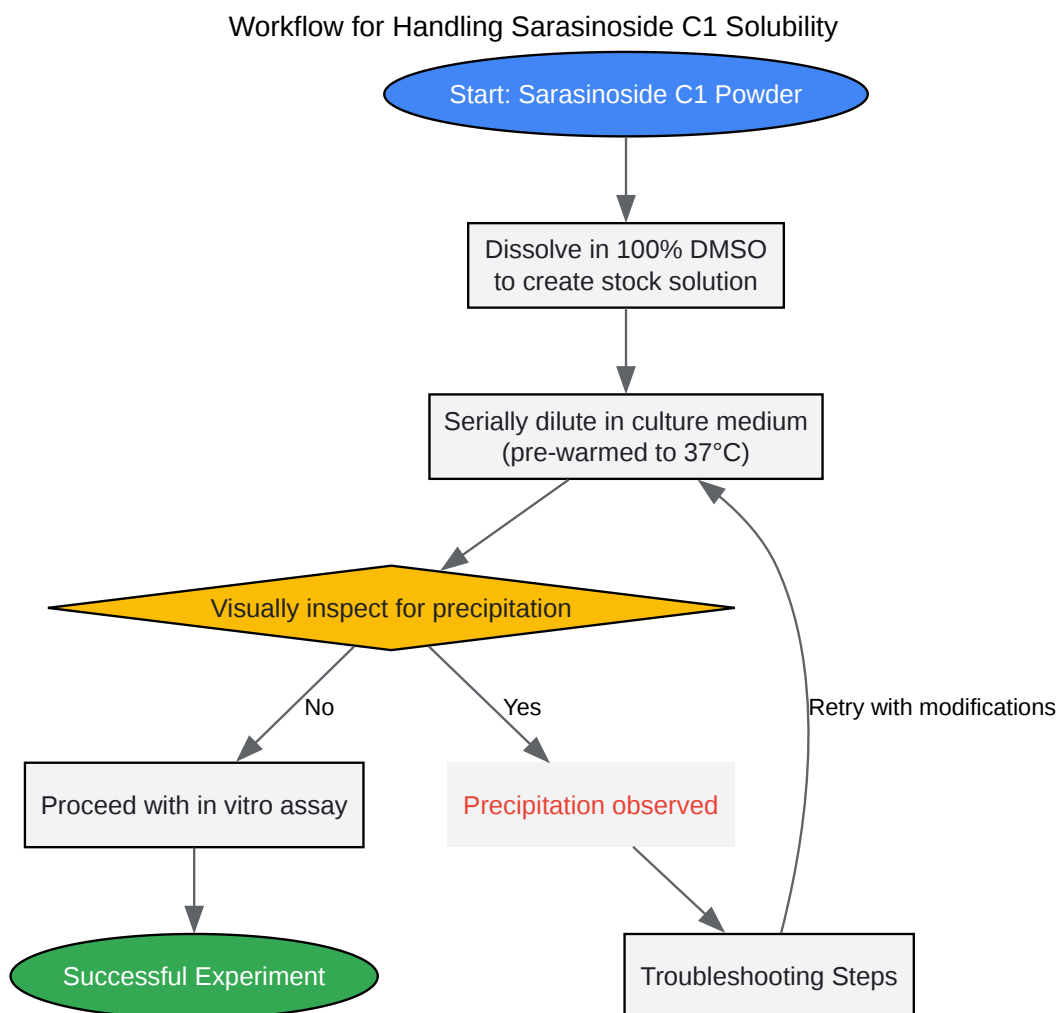 Workflow for Handling Sarasinoside C1 Solubility
Start: Sarasinoside C1 Powder
Dissolve in 100% DMSO
to create stock solution
Serially dilute in culture medium
(pre-warmed to 37°C)
Visually inspect for precipitation
No
Yes
Retry with modifications
Proceed with in vitro assay
Precipitation observed
Successful Experiment
Troubleshooting Steps